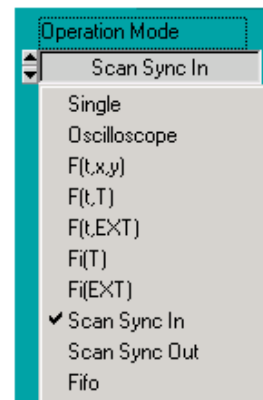 Operation Mode
Scan Sync In
Single
Oscilloscope
F(t,x,y)
F(t,T)
F(t,EXT)
Fi(T)
Fi(EXT)
Scan Sync In
Scan Sync Out
Fifo